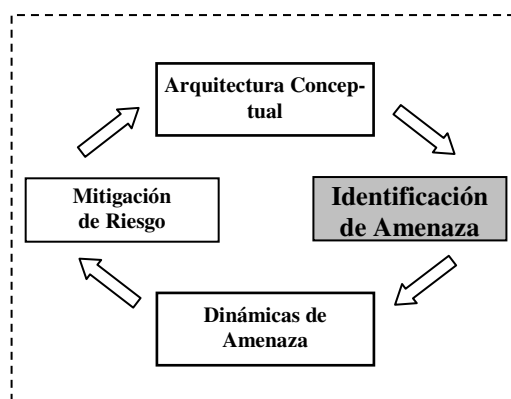 Arquitectura Concep-
tual
Mitigación
de Riesgo
Identificación
de Amenaza
Dinámicas de
Amenaza